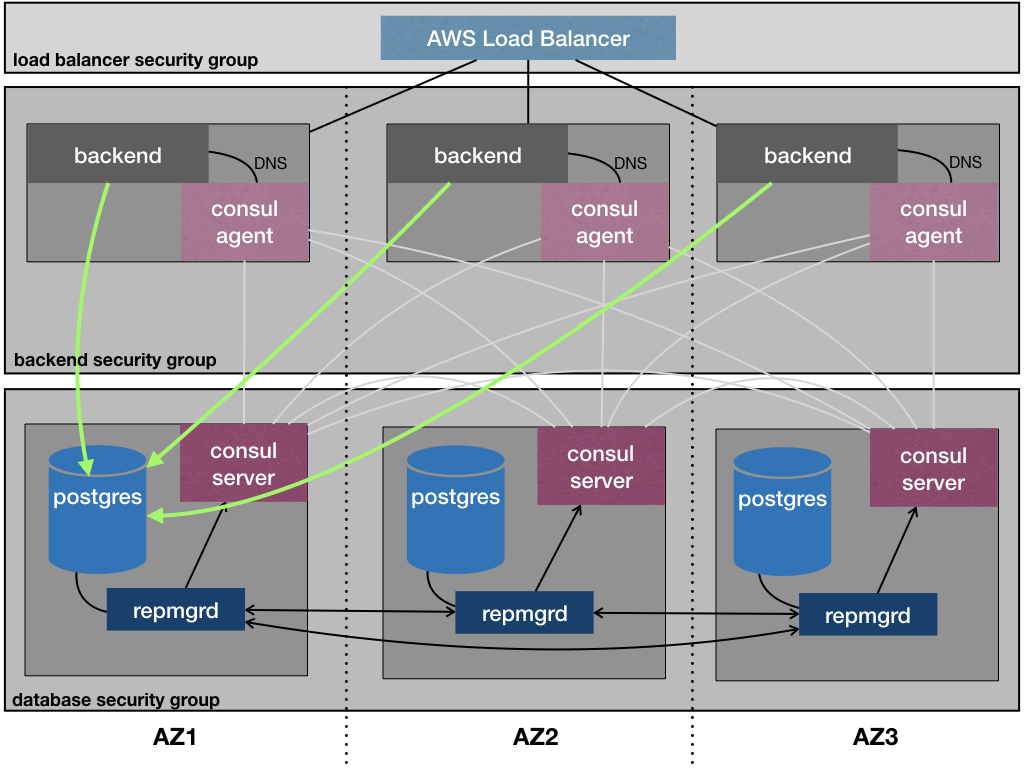 AWS Load Balancer
load balancer security group
backend
DNS
consul
agent
backend
DNS
consul
agent
backend
DNS
consul
agent
backend security group
postgres
consul
server
repmgrd
postgres
consul
server
repmgrd
postgres
consul
server
repmgrd
database security group
AZ1
AZ2
AZ3